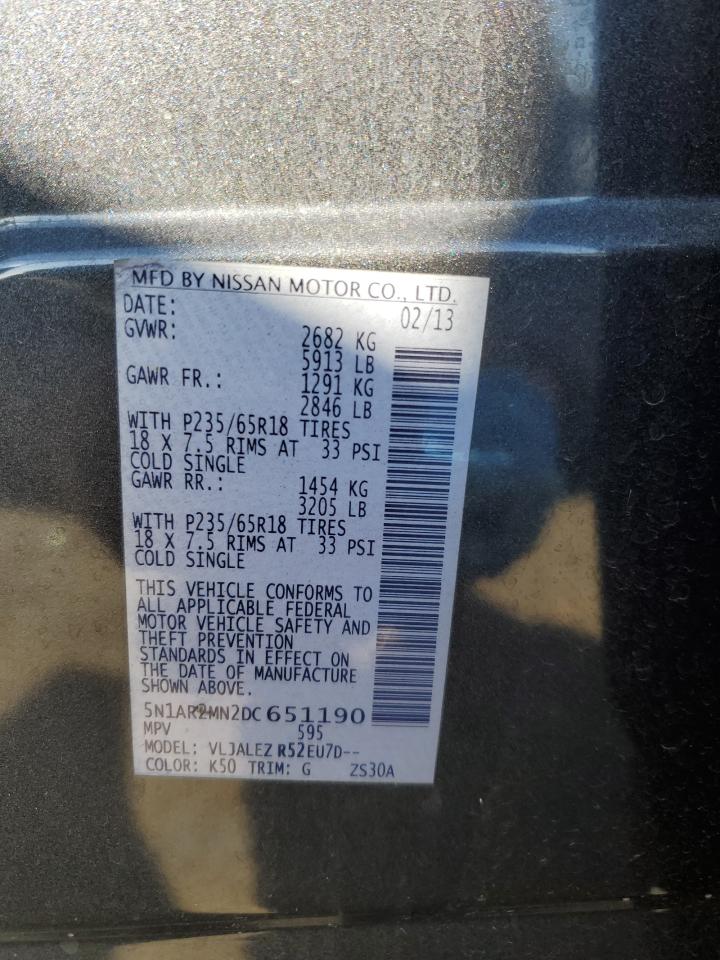 MFD BY NISSAN MOTOR CO., LTD.
DATE: 02/13
GVWR: 2682 KG
5913 LB
GAWR FR.: 1291 KG
2846 LB
WITH P235/65R18 TIRES
18 X 7.5 RIMS AT 33 PSI
COLD SINGLE
GAWR RR.: 1454 KG
3205 LB
WITH P235/65R18 TIRES
18 X 7.5 RIMS AT 33 PSI
COLD SINGLE
THIS VEHICLE CONFORMS TO
ALL APPLICABLE FEDERAL
MOTOR VEHICLE SAFETY AND
THEFT PREVENTION
STANDARDS IN EFFECT ON
THE DATE OF MANUFACTURE
SHOWN ABOVE.
5N1AR2MN2DC651190
MPV 595
MODEL: VLJALEZ R52EU7D--
COLOR: K50 TRIM: G ZS30A